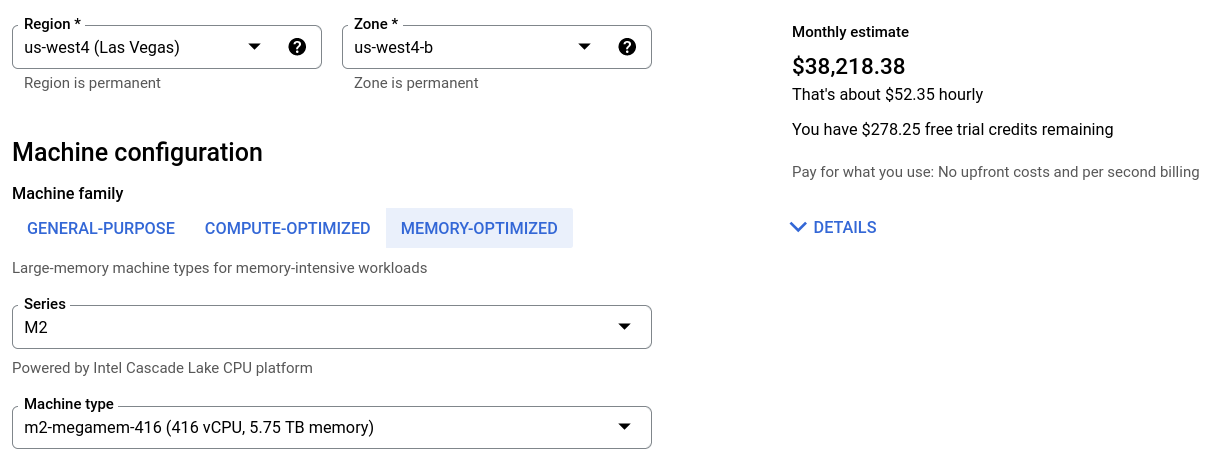 Region *
us-west4 (Las Vegas)
Region is permanent
Zone *
us-west4-b
Zone is permanent
Machine configuration
Machine family
GENERAL-PURPOSE COMPUTE-OPTIMIZED MEMORY-OPTIMIZED
Large-memory machine types for memory-intensive workloads
Series
M2
Powered by Intel Cascade Lake CPU platform
Machine type
m2-megamem-416 (416 vCPU, 5.75 TB memory)
Monthly estimate
$38,218.38
That's about $52.35 hourly
You have $278.25 free trial credits remaining
Pay for what you use: No upfront costs and per second billing
DETAILS